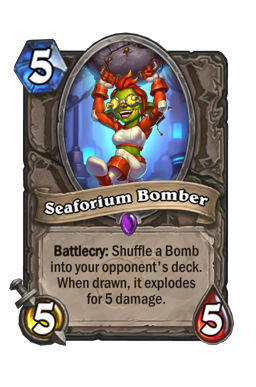 5
Seaforium Bomber
Battlecry: Shuffle a Bomb
into your opponent's deck.
When drawn, it explodes
for 5 damage.
5
5